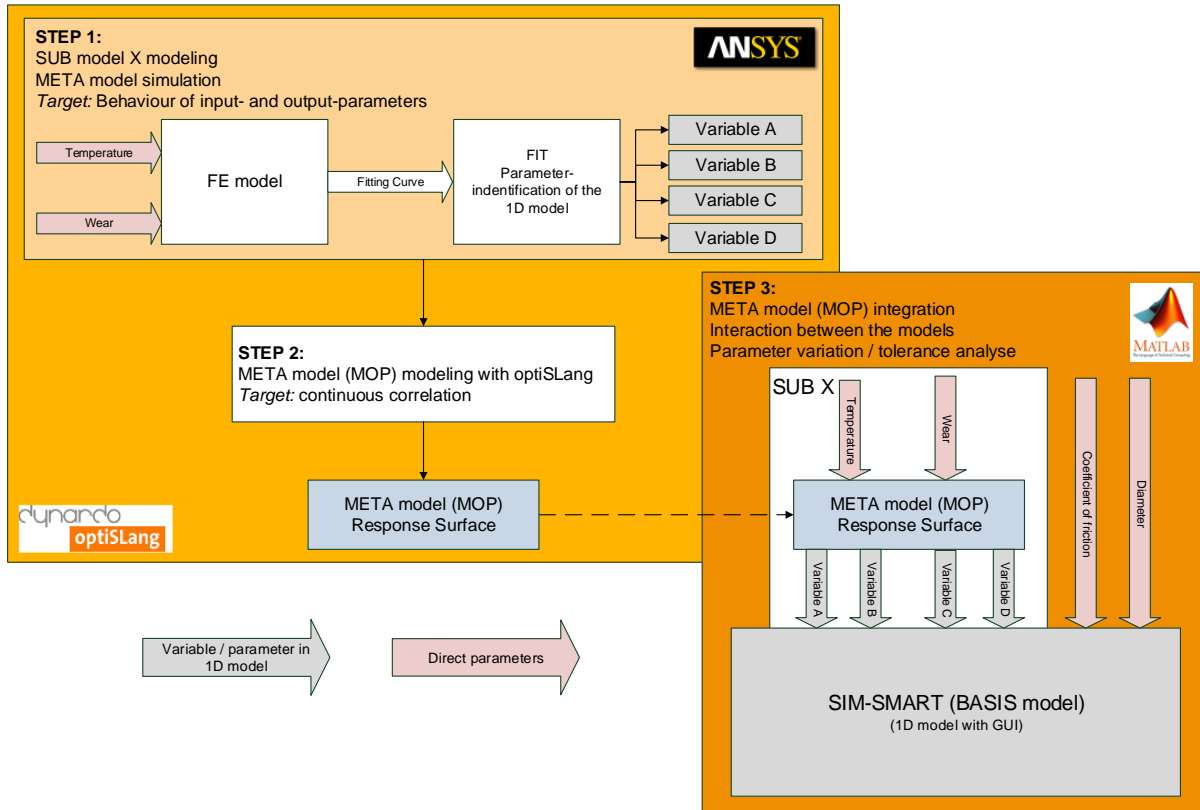 STEP 1:
SUB model X modeling
META model simulation
Target: Behaviour of input- and output-parameters
ANSYS
Temperature
Wear
FE model
Fitting Curve
FIT
Parameter-
indentification of the
1D model
Variable A
Variable B
Variable C
Variable D
STEP 2:
META model (MOP) modeling with optiSLang
Target: continuous correlation
META model (MOP)
Response Surface
dynardo
optiSLang
STEP 3:
META model (MOP) integration
Interaction between the models
Parameter variation / tolerance analyse
MATLAB
The Language of Technical Computing
SUB X
Temperature
Wear
Coefficient of friction
Diameter
META model (MOP)
Response Surface
Variable A
Variable B
Variable C
Variable D
SIM-SMART (BASIS model)
(1D model with GUI)
Variable / parameter in
1D model
Direct parameters